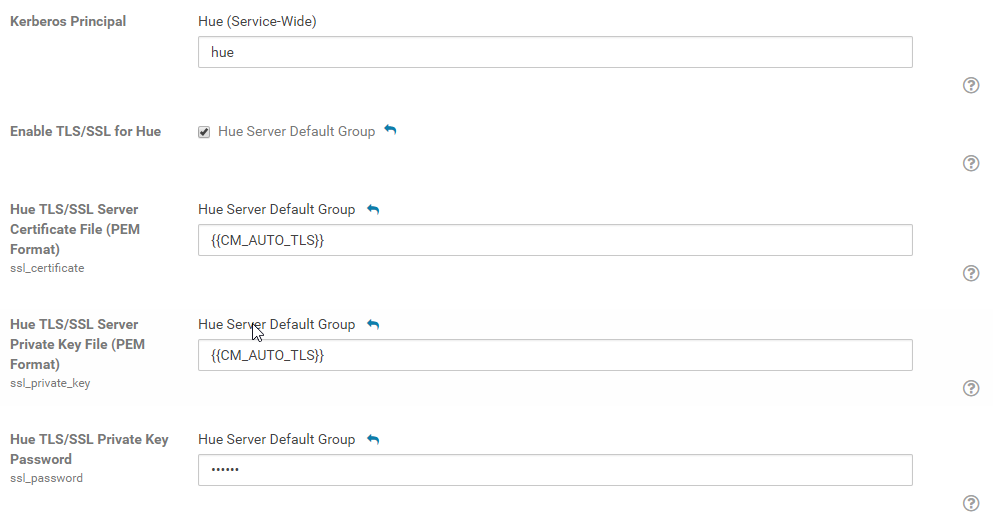 Kerberos Principal
Hue (Service-Wide)
hue
Enable TLS/SSL for Hue
Hue Server Default Group
Hue TLS/SSL Server
Certificate File (PEM
Format)
ssl_certificate
Hue Server Default Group
{{CM_AUTO_TLS}}
Hue TLS/SSL Server
Private Key File (PEM
Format)
ssl_private_key
Hue Server Default Group
{{CM_AUTO_TLS}}
Hue TLS/SSL Private Key
Password
ssl_password
Hue Server Default Group
••••••